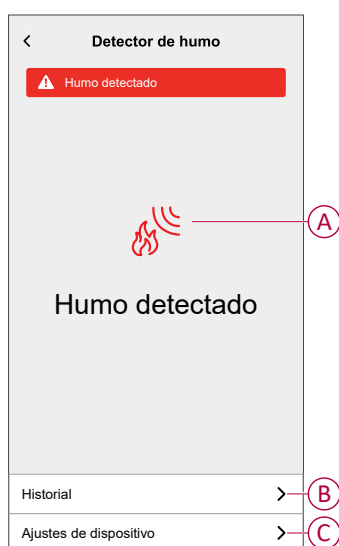 Detector de humo
Humo detectado
A
Humo detectado
Historial
B
Ajustes de dispositivo
C